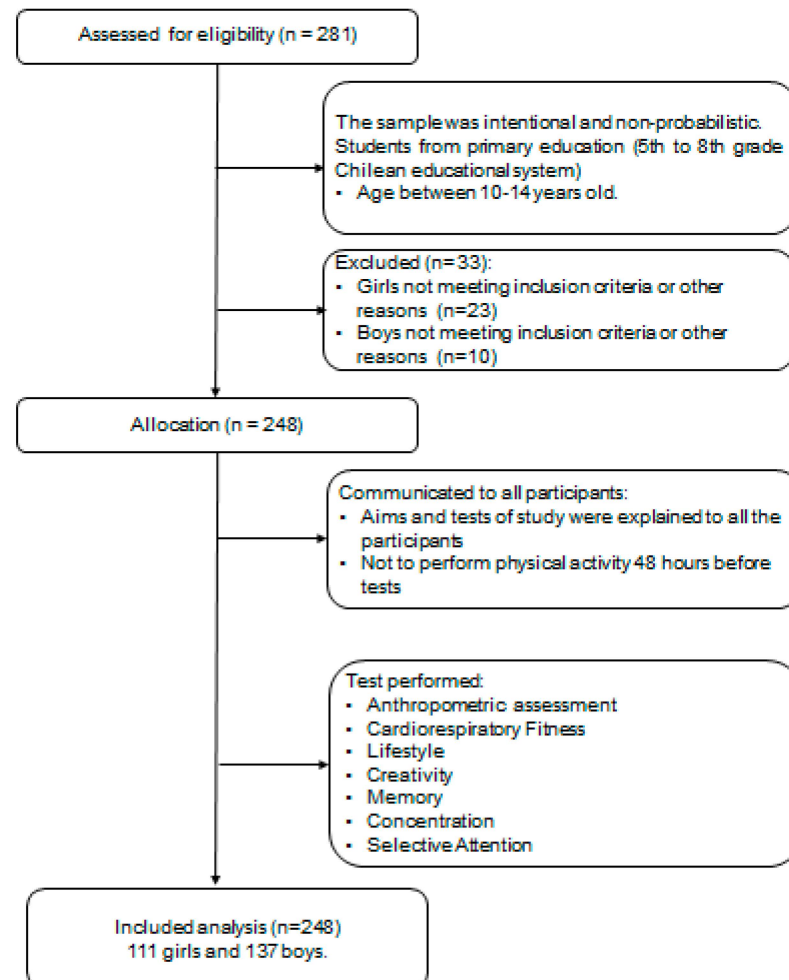 Assessed for eligibility (n = 281)
The sample was intentional and non-probabilistic.
Students from primary education (5th to 8th grade
Chilean educational system)
▪ Age between 10-14 years old.
Excluded (n=33):
▪ Girls not meeting inclusion criteria or other
reasons (n=23)
▪ Boys not meeting inclusion criteria or other
reasons (n=10)
Allocation (n = 248)
Communicated to all participants:
▪ Aims and tests of study were explained to all the
participants
▪ Not to perform physical activity 48 hours before
tests
Test performed:
▪ Anthropometric assessment
▪ Cardiorespiratory Fitness
▪ Lifestyle
▪ Creativity
▪ Memory
▪ Concentration
▪ Selective Attention
Included analysis (n=248)
111 girls and 137 boys.